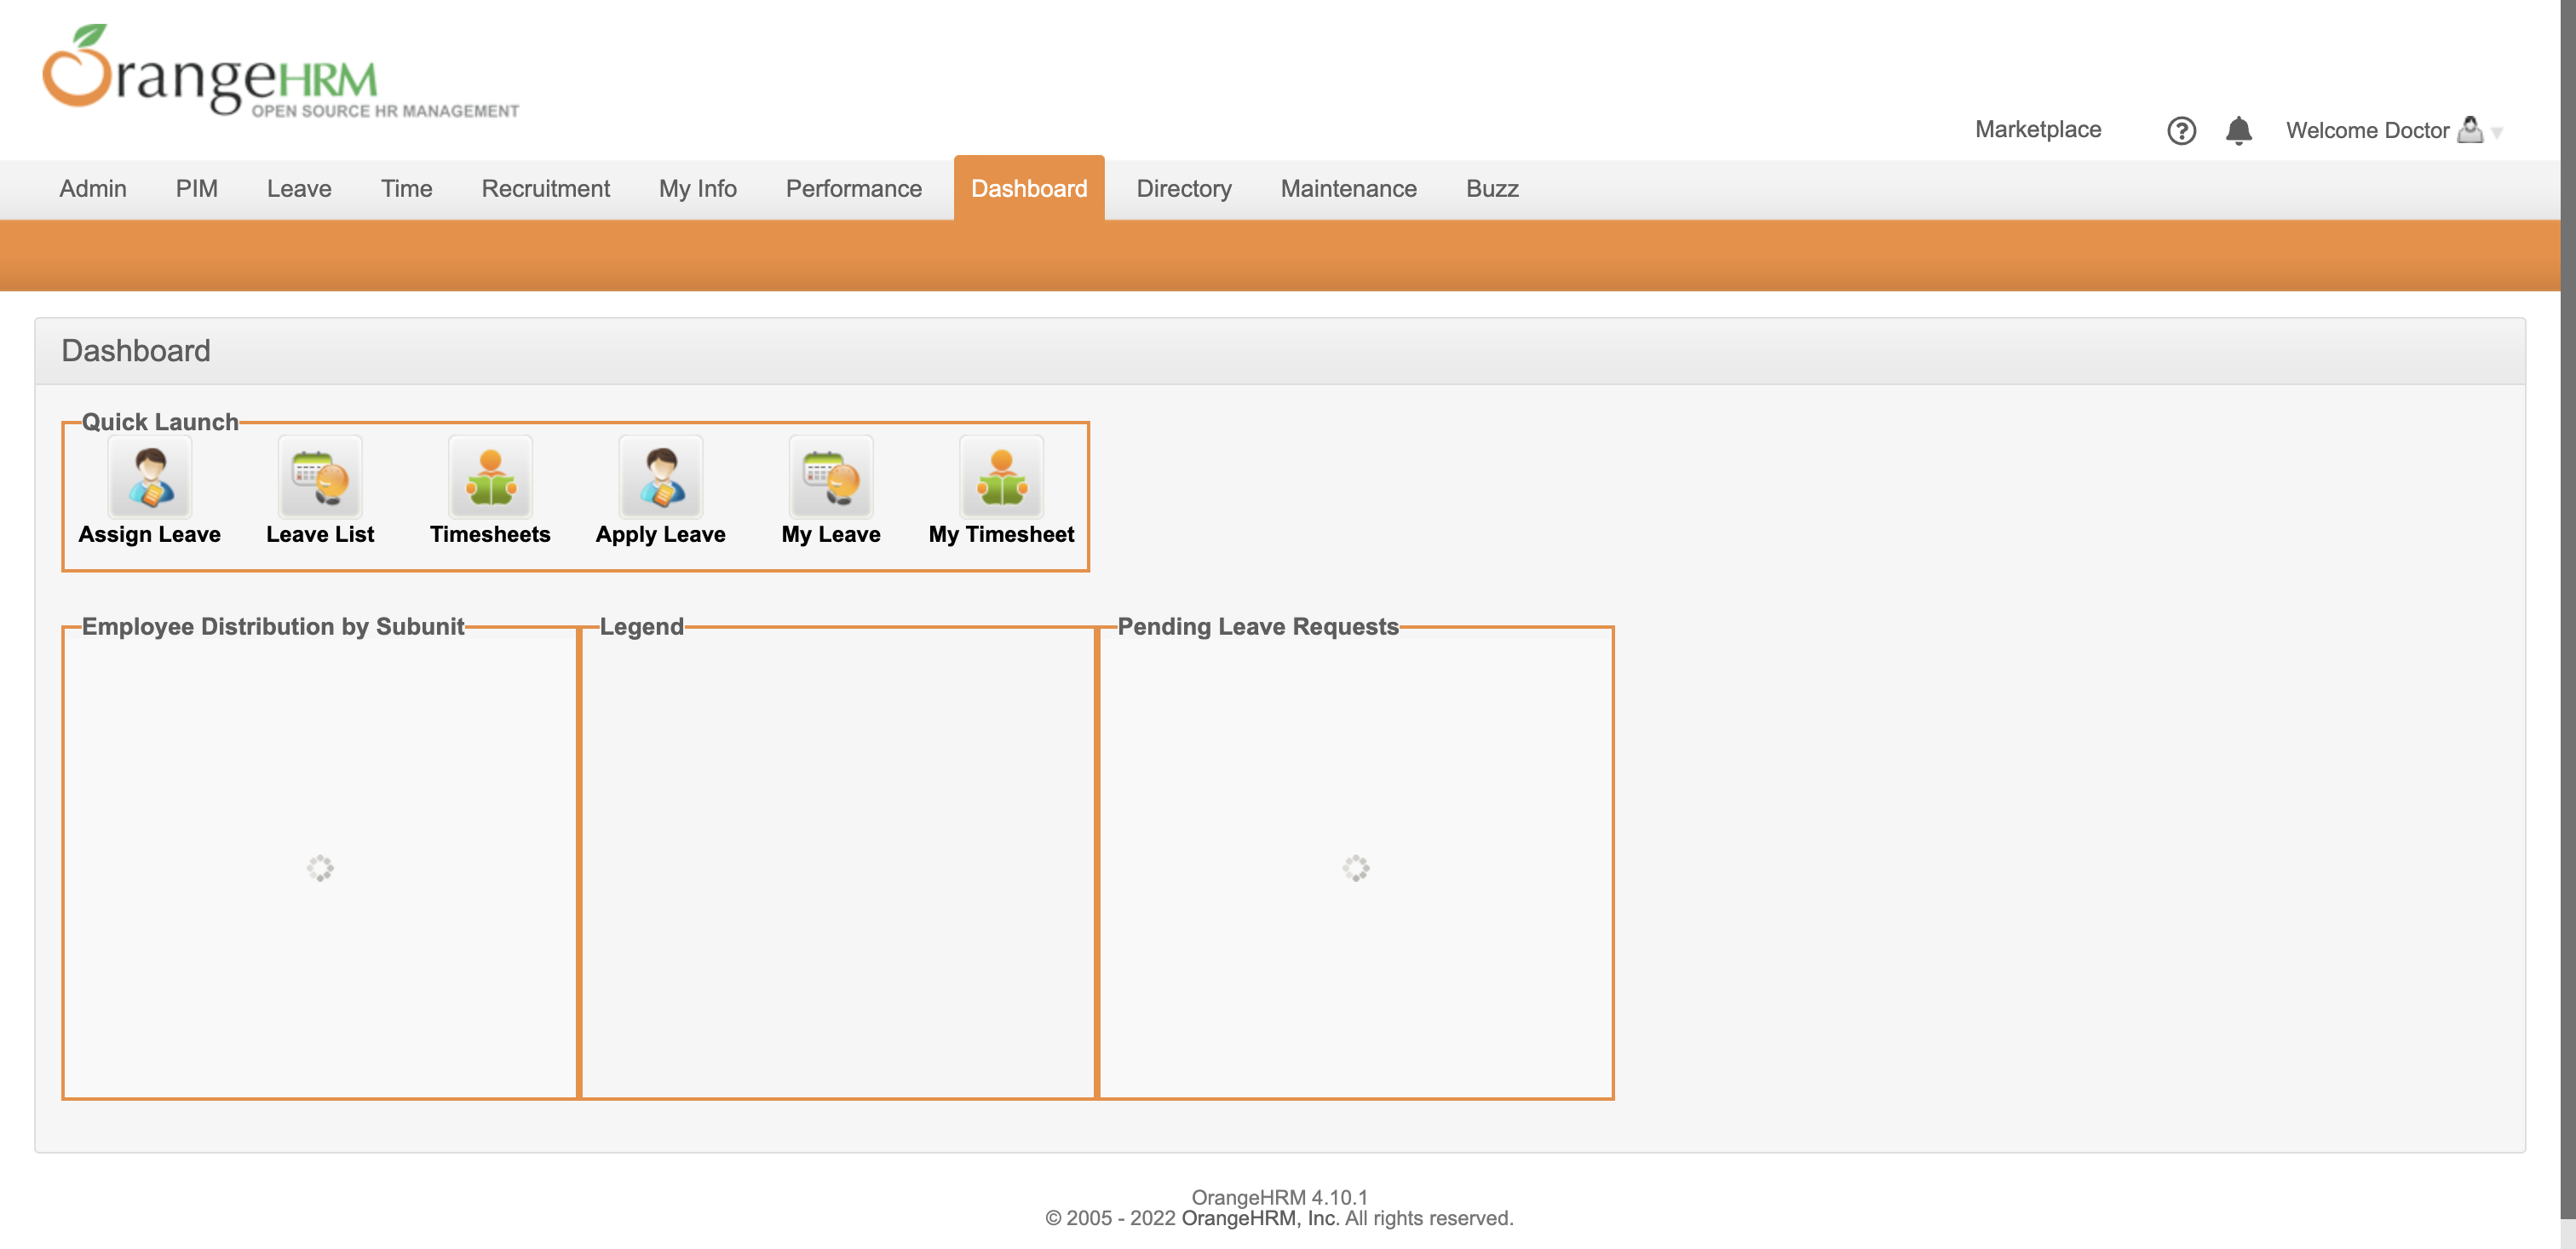 OrangeHRM
OPEN SOURCE HR MANAGEMENT
Marketplace ? Welcome Doctor
Admin PIM Leave Time Recruitment My Info Performance Dashboard Directory Maintenance Buzz
Dashboard
Quick Launch
Assign Leave Leave List Timesheets Apply Leave My Leave My Timesheet
Employee Distribution by Subunit Legend Pending Leave Requests
OrangeHRM 4.10.1
© 2005 - 2022 OrangeHRM, Inc. All rights reserved.